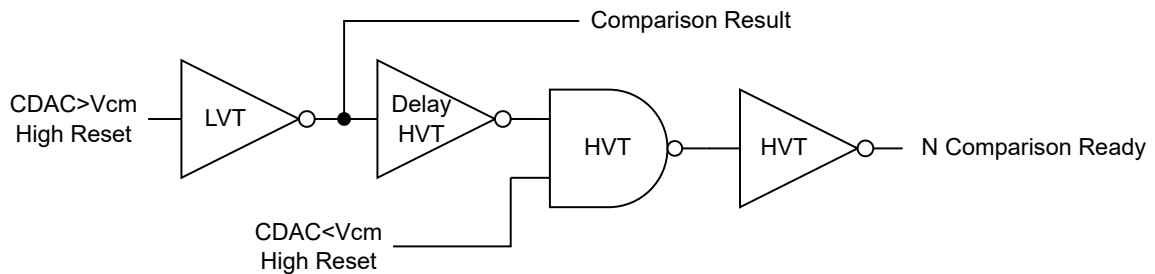 Comparison Result
CDAC>Vcm
High Reset
LVT
Delay
HVT
HVT
HVT
N Comparison Ready
CDAC<Vcm
High Reset